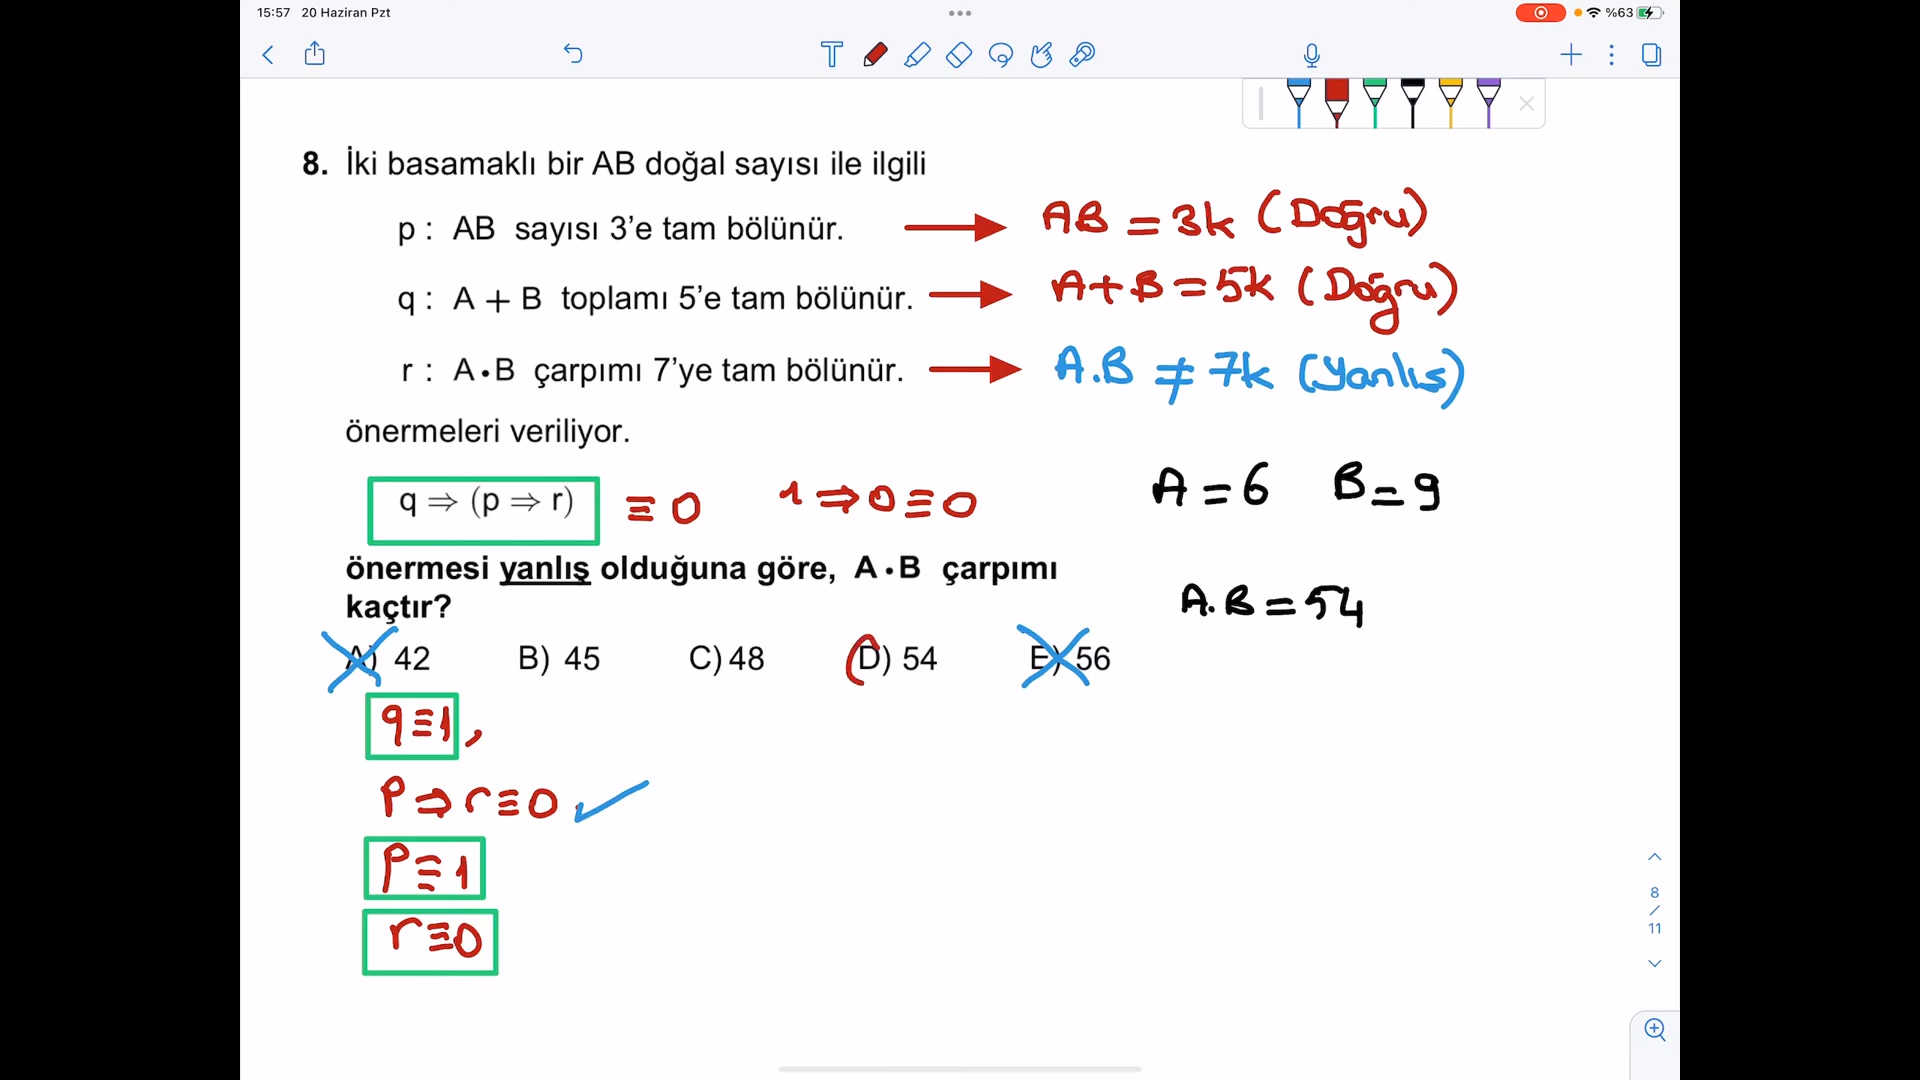 15:57 20 Haziran Pzt
%63
8. İki basamaklı bir AB doğal sayısı ile ilgili
p : AB sayısı 3’e tam bölünür. AB = 3k (Doğru)
q : A + B toplamı 5’e tam bölünür. A+B = 5k (Doğru)
r : A • B çarpımı 7’ye tam bölünür. A.B ≠ 7k (Yanlış)
önermeleri veriliyor.
q ⇒ (p ⇒ r) ≡ 0 1 ⇒ 0 ≡ 0 A = 6 B = 9
önermesi yanlış olduğuna göre, A • B çarpımı
kaçtır? A.B = 54
A) 42 B) 45 C) 48 D) 54 E) 56
q ≡ 1,
p ⇒ r ≡ 0
p ≡ 1
r ≡ 0
8
/
11